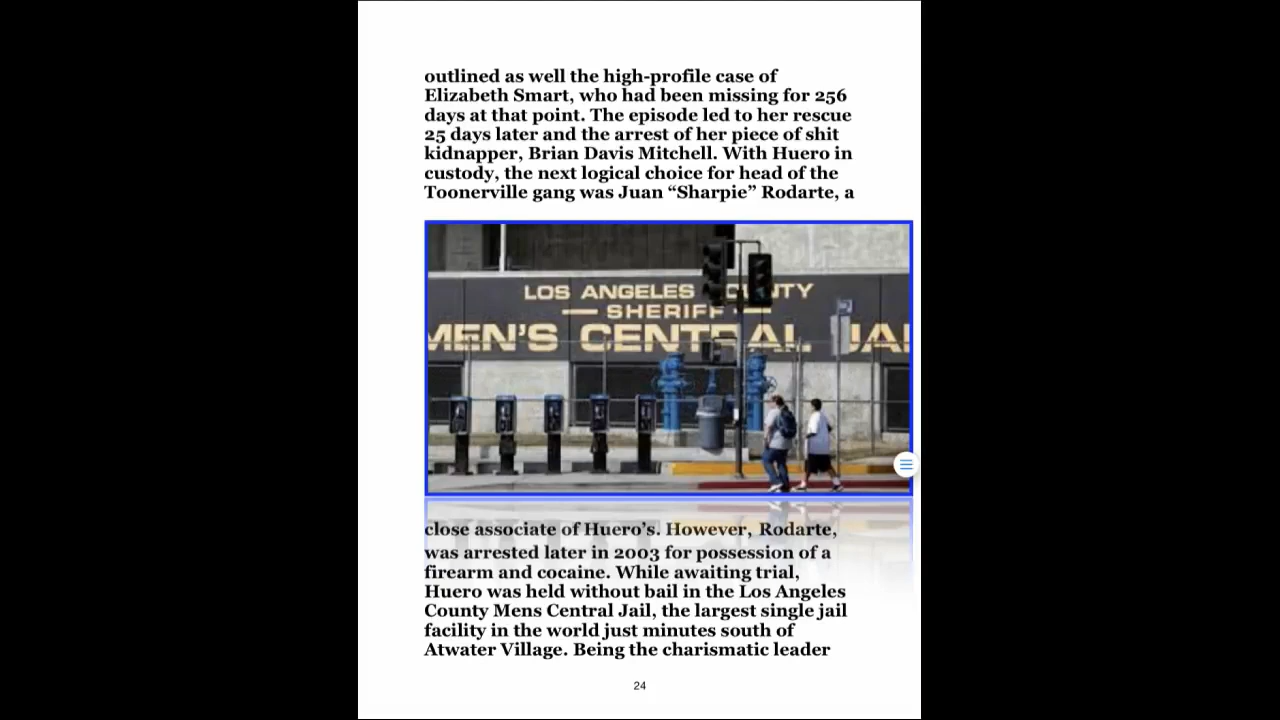 outlined as well the high-profile case of
Elizabeth Smart, who had been missing for 256
days at that point. The episode led to her rescue
25 days later and the arrest of her piece of shit
kidnapper, Brian Davis Mitchell. With Huero in
custody, the next logical choice for head of the
Toonerville gang was Juan “Sharpie” Rodarte, a
LOS ANGELES COUNTY
SHERIFF
MEN'S CENTRAL JAI
close associate of Huero’s. However, Rodarte,
was arrested later in 2003 for possession of a
firearm and cocaine. While awaiting trial,
Huero was held without bail in the Los Angeles
County Mens Central Jail, the largest single jail
facility in the world just minutes south of
Atwater Village. Being the charismatic leader
24